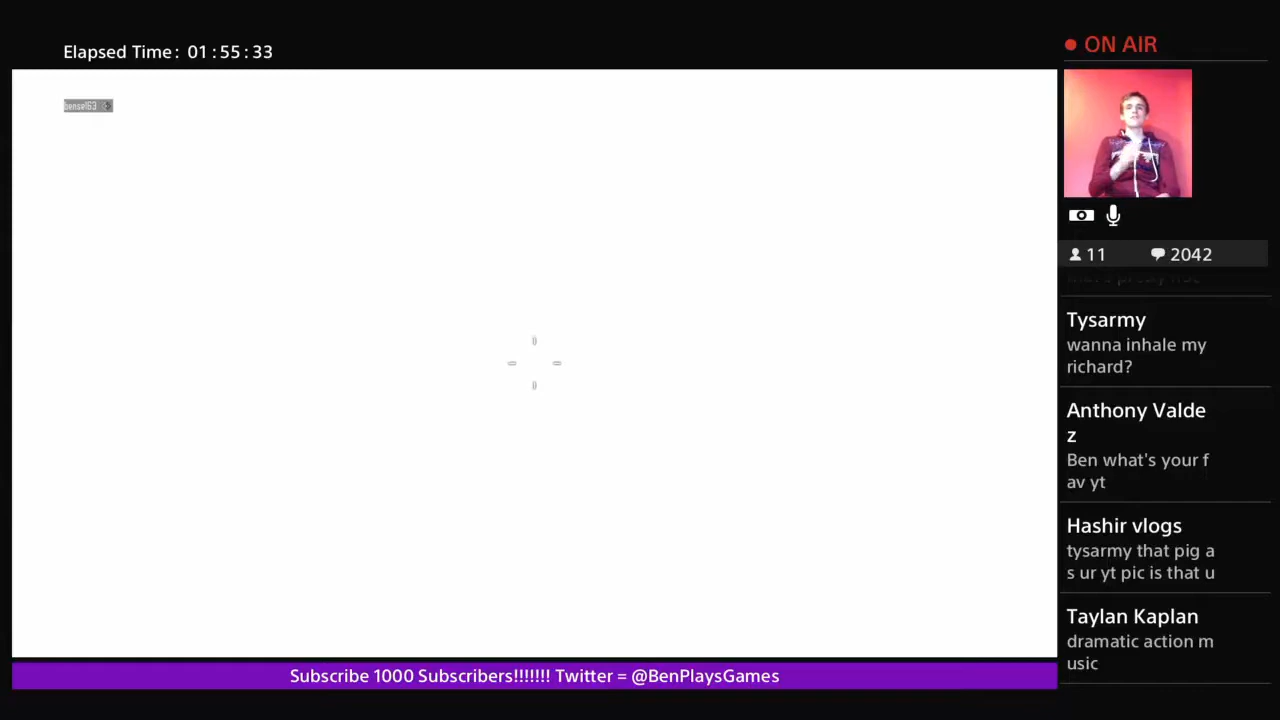 Elapsed Time: 01:55:33
ON AIR
11
2042
Tysarmy
wanna inhale my
richard?
Anthony Valde
z
Ben what's your f
av yt
Hashir vlogs
tysarmy that pig a
s ur yt pic is that u
Taylan Kaplan
dramatic action m
usic
Subscribe 1000 Subscribers!!!!!!! Twitter = @BenPlaysGames